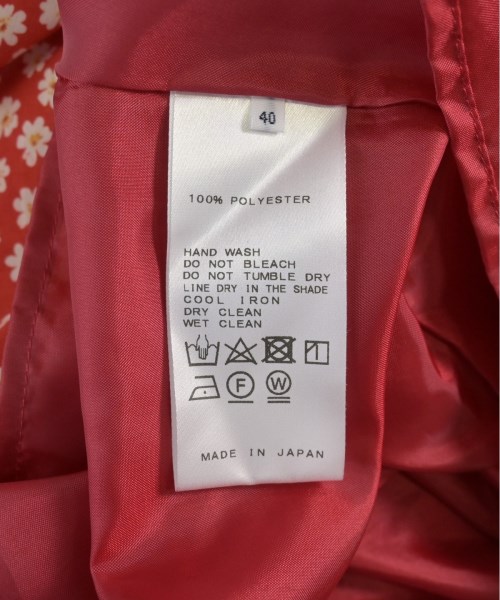 40
100% POLYESTER
HAND WASH
DO NOT BLEACH
DO NOT TUMBLE DRY
LINE DRY IN THE SHADE
COOL IRON
DRY CLEAN
WET CLEAN
F W
MADE IN JAPAN